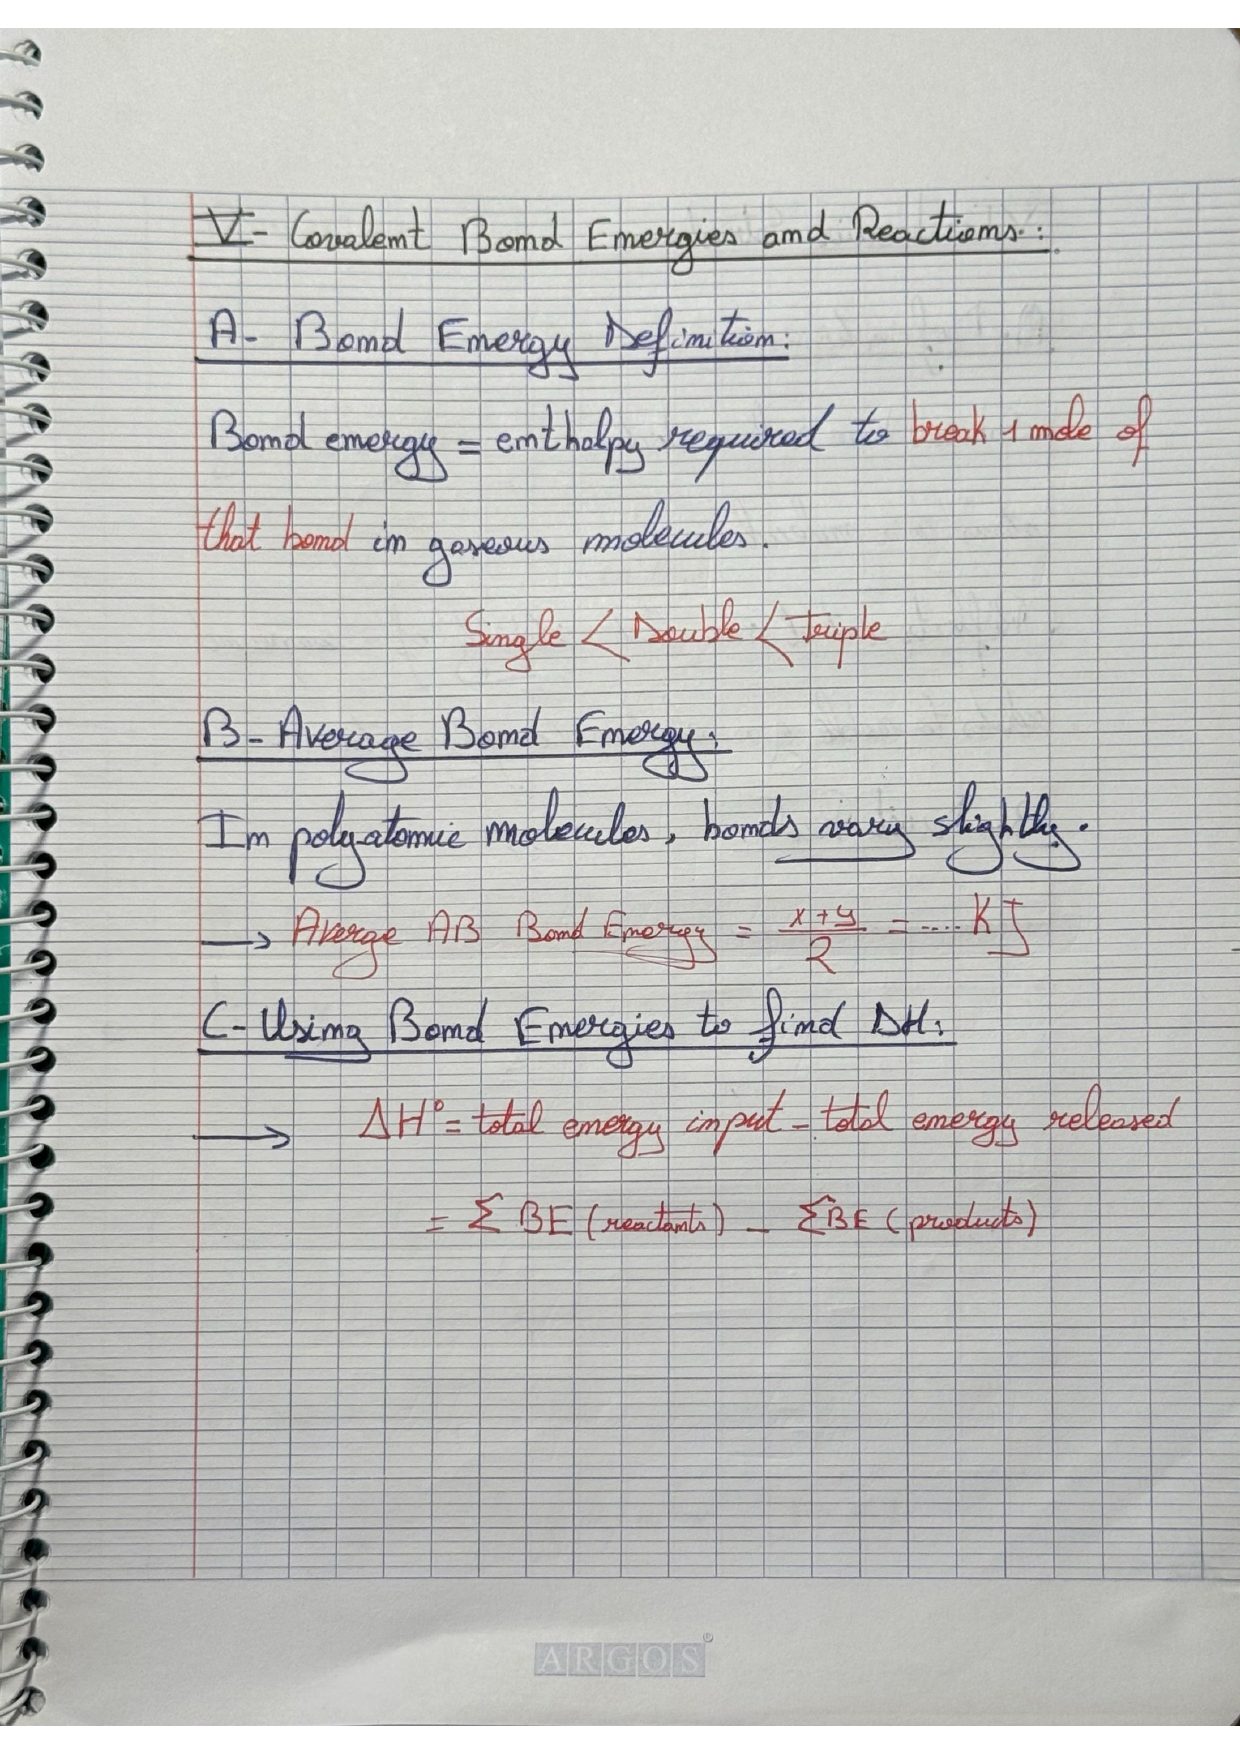 V- Covalent Bond Energies and Reactions:
A- Bond Energy Definition:
Bond energy = enthalpy required to break 1 mole of
that bond in gaseous molecules.
Single < Double < Triple
B- Average Bond Energy:
In polyatomic molecules, bonds vary slightly.
→ Averge AB Bond Energy = x+y/2 = .... KJ
C- Using Bond Energies to find ΔH:
→ ΔH° = total energy input - total energy released
= Σ BE (reactants) - Σ BE (products)
ARGOS®